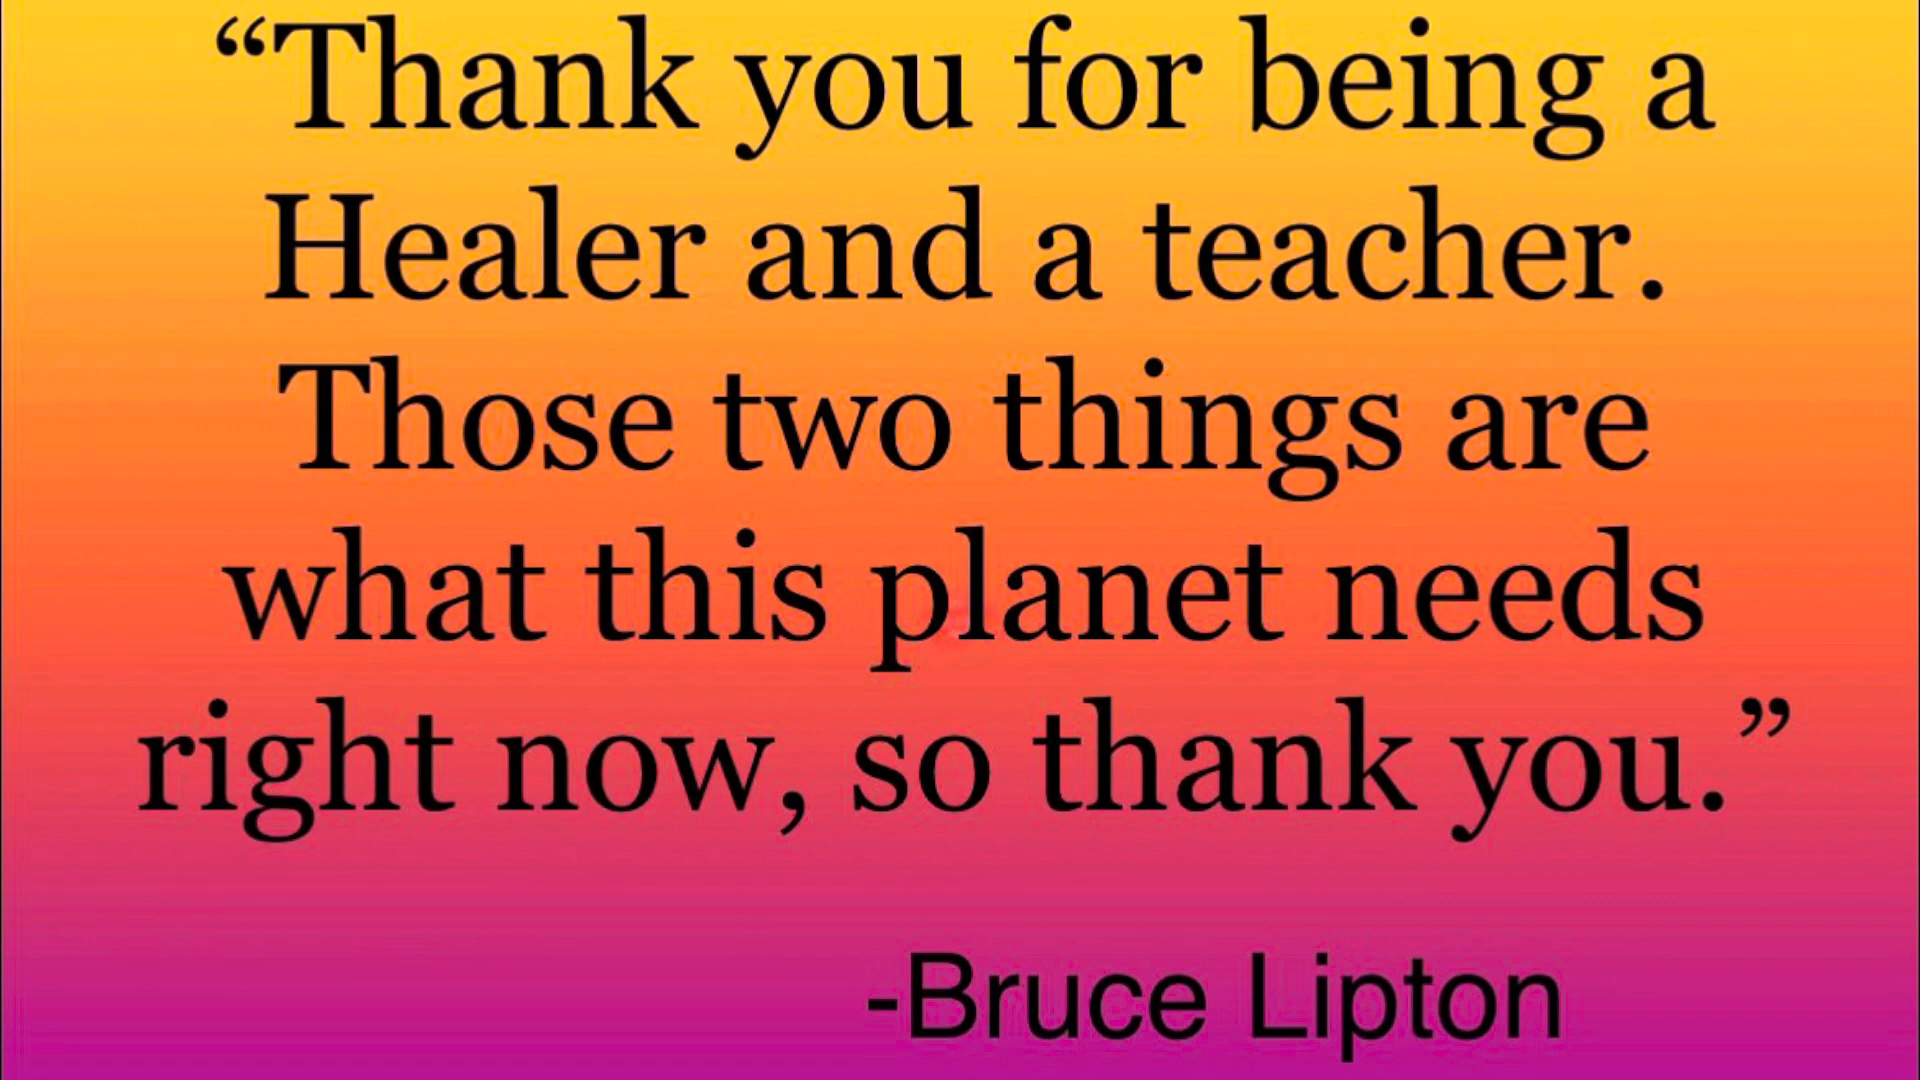 “Thank you for being a
Healer and a teacher.
Those two things are
what this planet needs
right now, so thank you.”
-Bruce Lipton